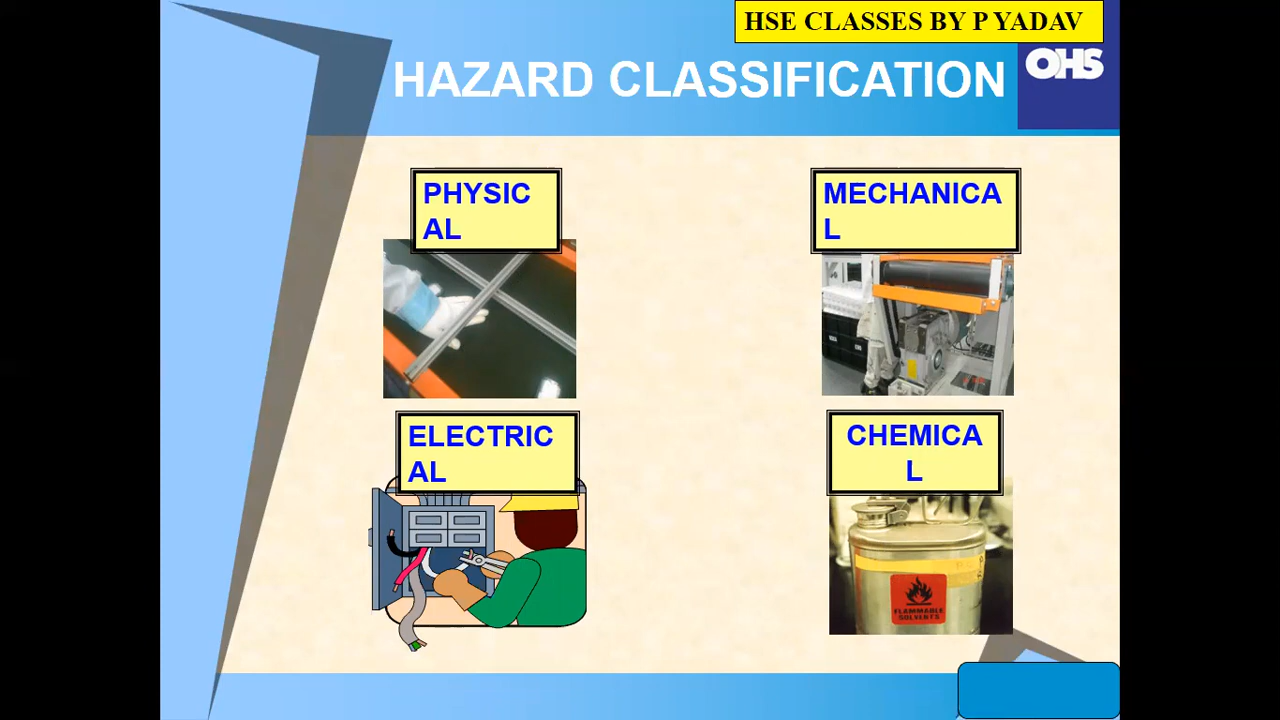 HSE CLASSES BY P YADAV
OHS
HAZARD CLASSIFICATION
PHYSIC
AL
MECHANICA
L
ELECTRIC
AL
CHEMICA
L
FLAMMABLE
SOLVENTS